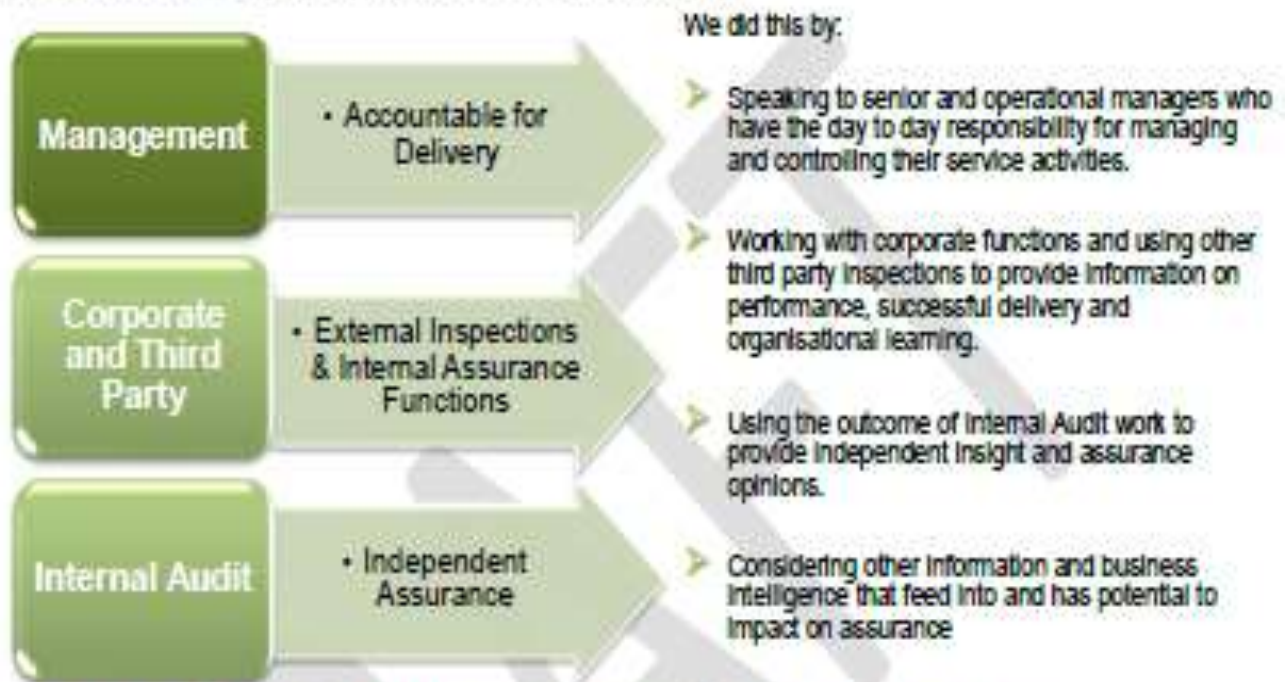 Management
• Accountable for
Delivery
Corporate
and Third
Party
• External Inspections
& Internal Assurance
Functions
Internal Audit
• Independent
Assurance
We did this by:
Speaking to senior and operational managers who
have the day to day responsibility for managing
and controlling their service activities.
Working with corporate functions and using other
third party inspections to provide information on
performance, successful delivery and
organisational learning.
Using the outcome of Internal Audit work to
provide independent insight and assurance
opinions.
Considering other information and business
intelligence that feed into and has potential to
impact on assurance